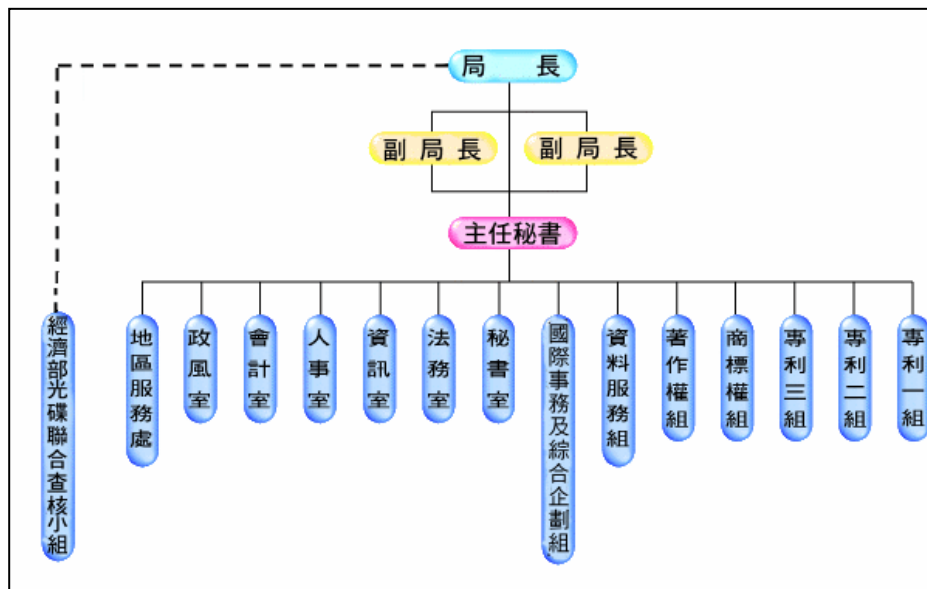 局長
副局長
副局長
主任秘書
經濟部光碟聯合查核小組
地區服務處
政風室
會計室
人事室
資訊室
法務室
秘書室
國際事務及綜合企劃組
資料服務組
著作權組
商標權組
專利三組
專利二組
專利一組